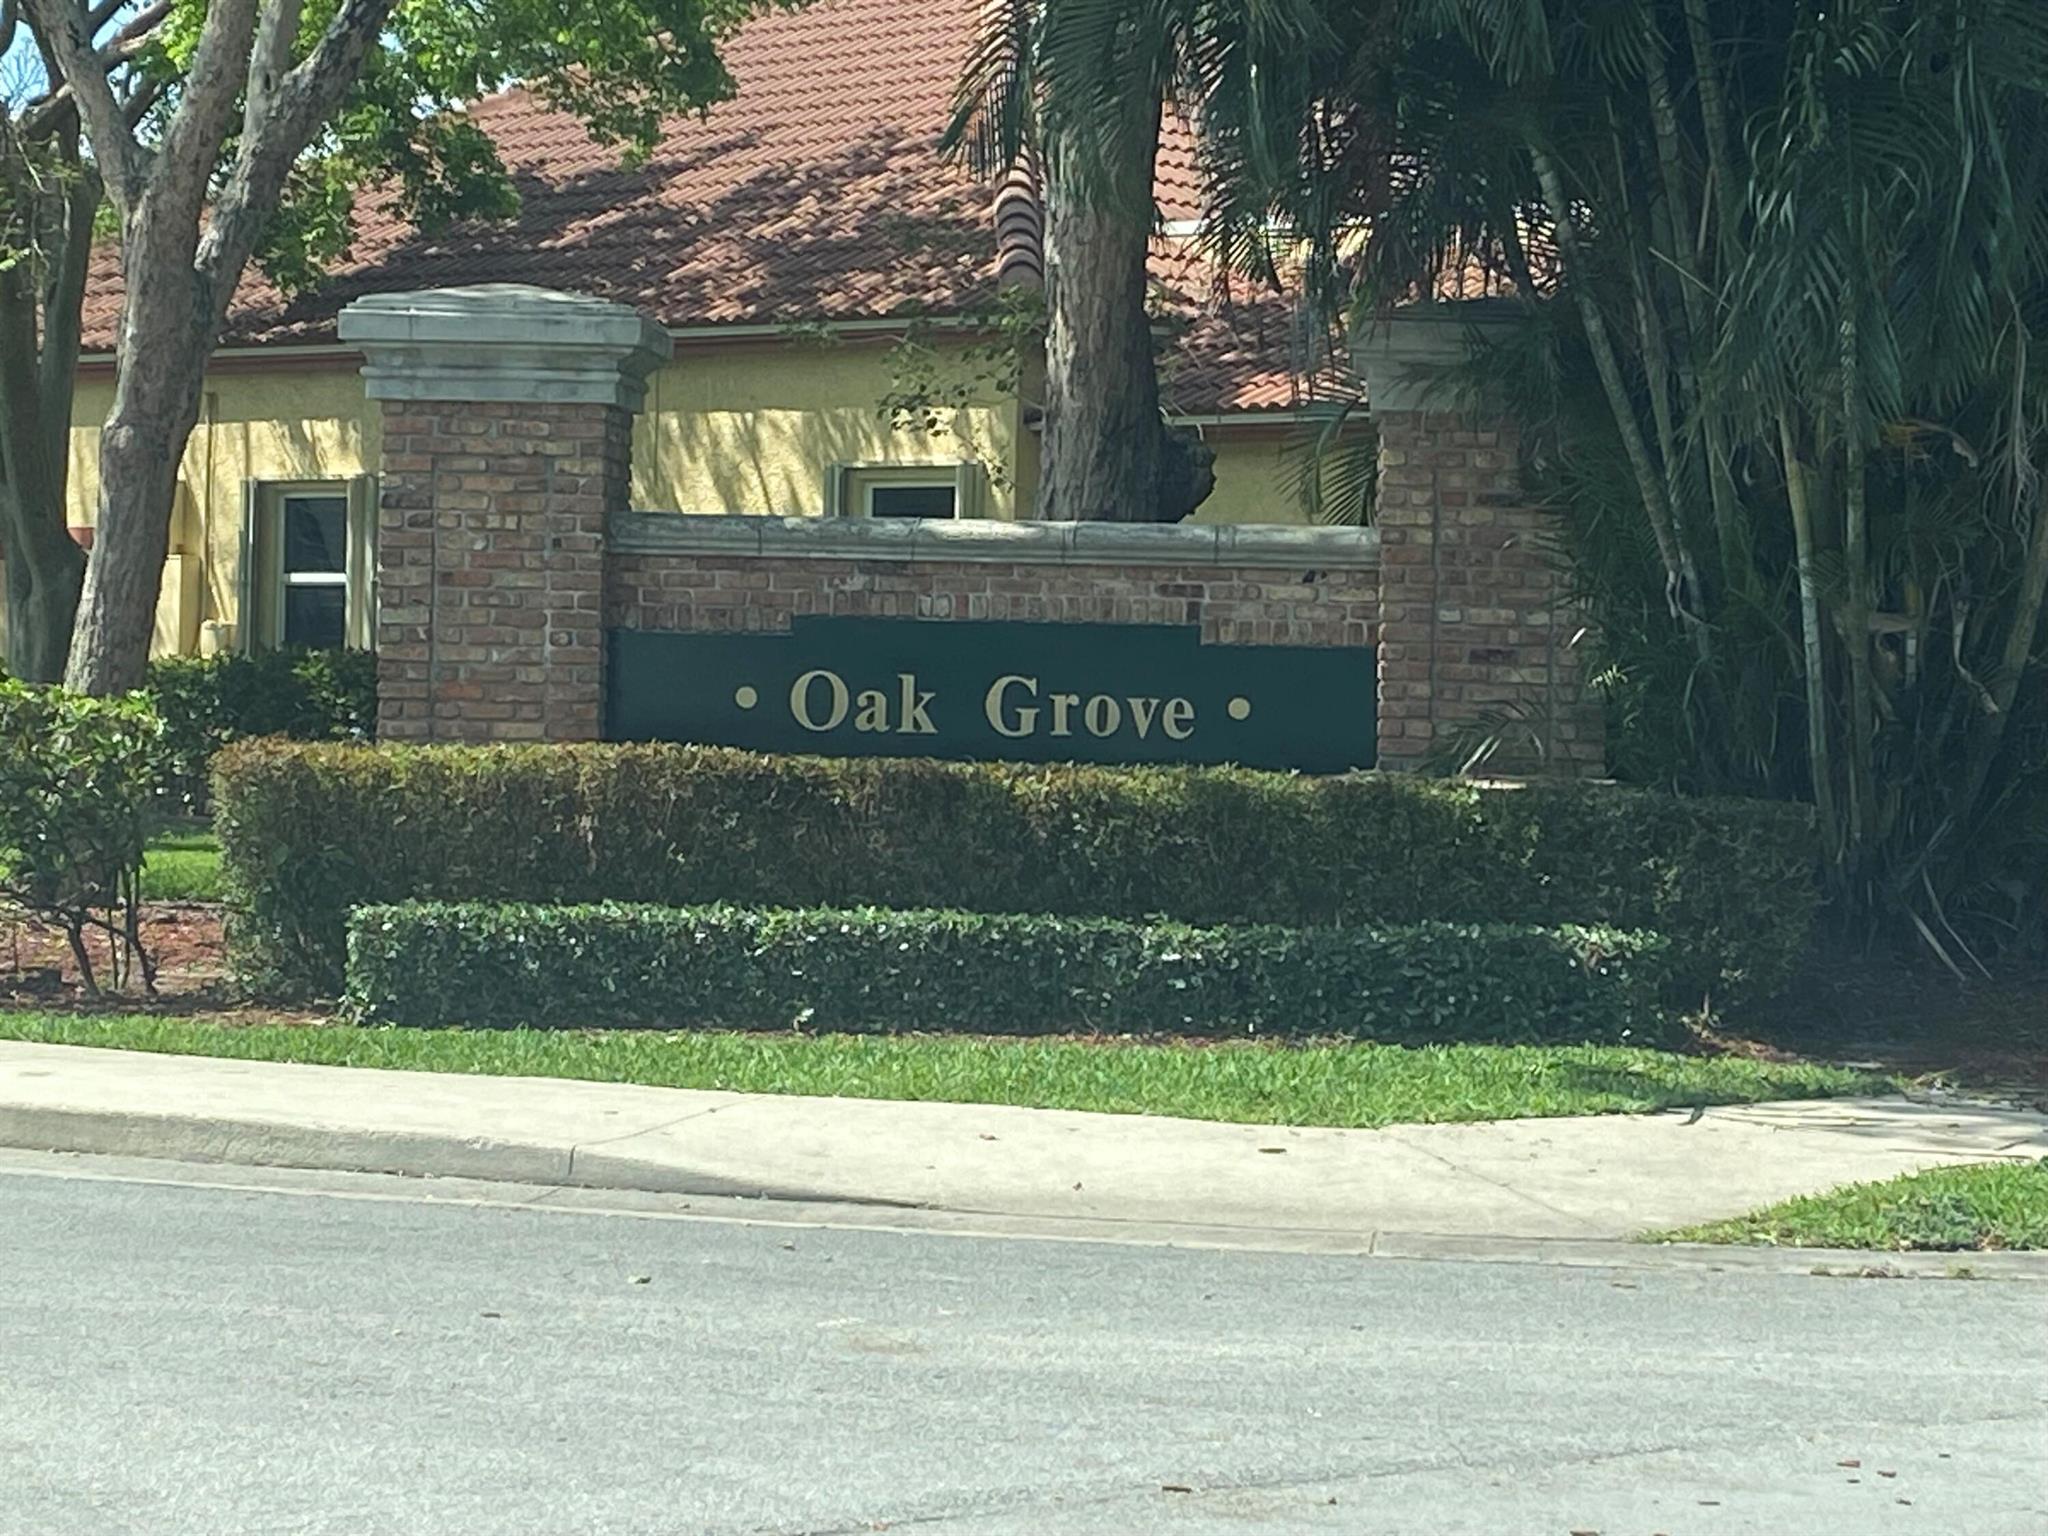 • Oak Grove •